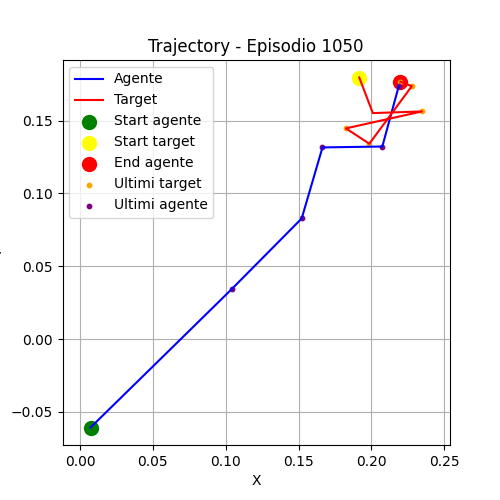 Trajectory - Episodio 1050
Agente
Target
Start agente
Start target
End agente
Ultimi target
Ultimi agente
0.15
0.10
0.05
0.00
−0.05
0.00 0.05 0.10 0.15 0.20 0.25
X